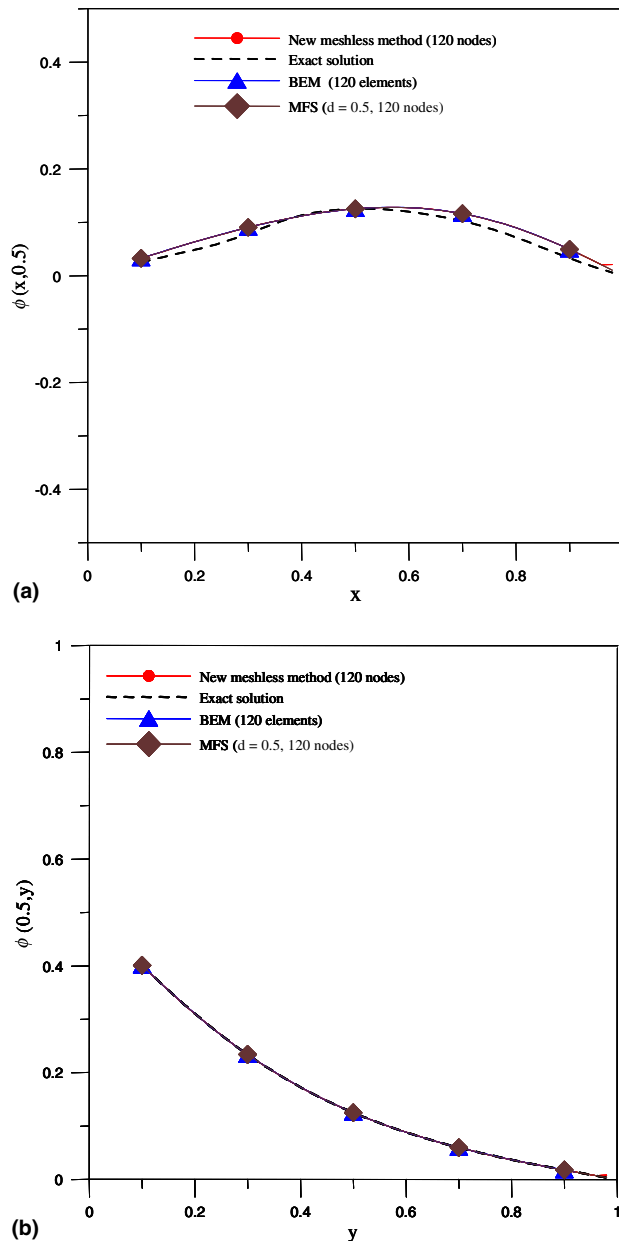 New meshless method (120 nodes)
Exact solution
BEM (120 elements)
MFS (d = 0.5, 120 nodes)
0.4
0.2
0
-0.2
-0.4
ϕ (x,0.5)
0
0.2
0.4
0.6
0.8
x
(a)
New meshless method (120 nodes)
Exact solution
BEM (120 elements)
MFS (d = 0.5, 120 nodes)
1
0.8
0.6
0.4
0.2
0
ϕ (0.5,y)
0
0.2
0.4
0.6
0.8
1
y
(b)